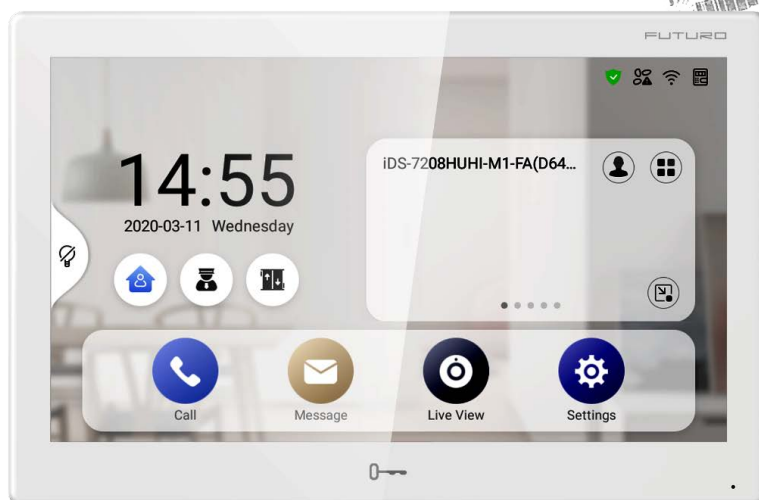 FUTURO
14:55
2020-03-11 Wednesday
iDS-7208HUHI-M1-FA(D64...
Call
Message
Live View
Settings